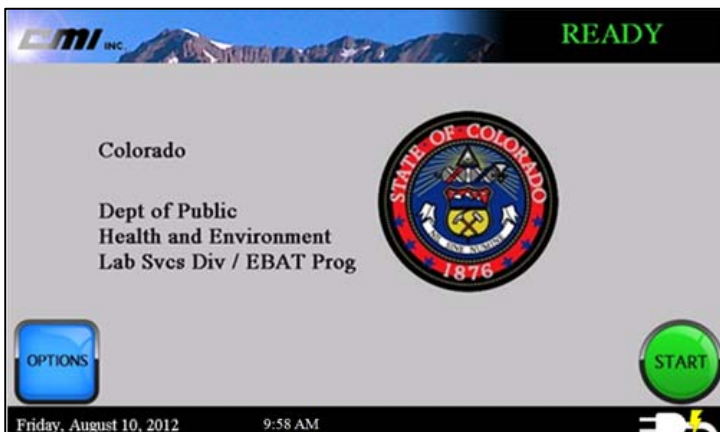 CMI INC.
READY
Colorado
Dept of Public
Health and Environment
Lab Svcs Div / EBAT Prog
STATE OF COLORADO
NIL SINE NUMINE
1876
OPTIONS
START
Friday, August 10, 2012 9:58 AM